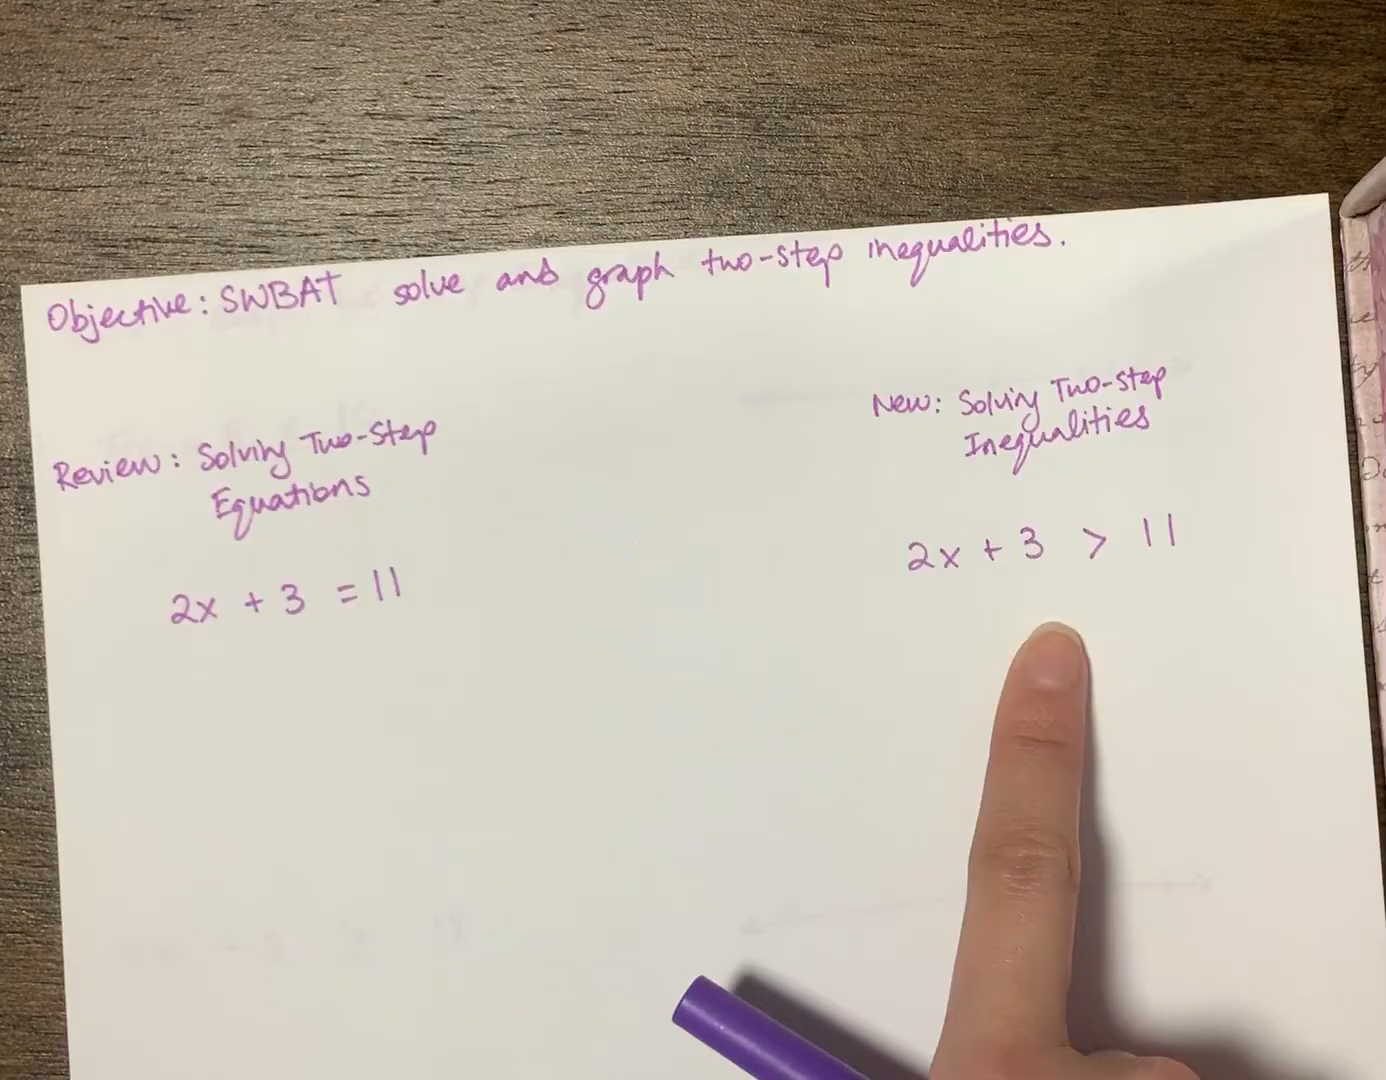 Objective: SWBAT solve and graph two-step inequalities.
Review: Solving Two-Step
Equations
2x + 3 = 11
New: Solving Two-Step
Inequalities
2x + 3 > 11